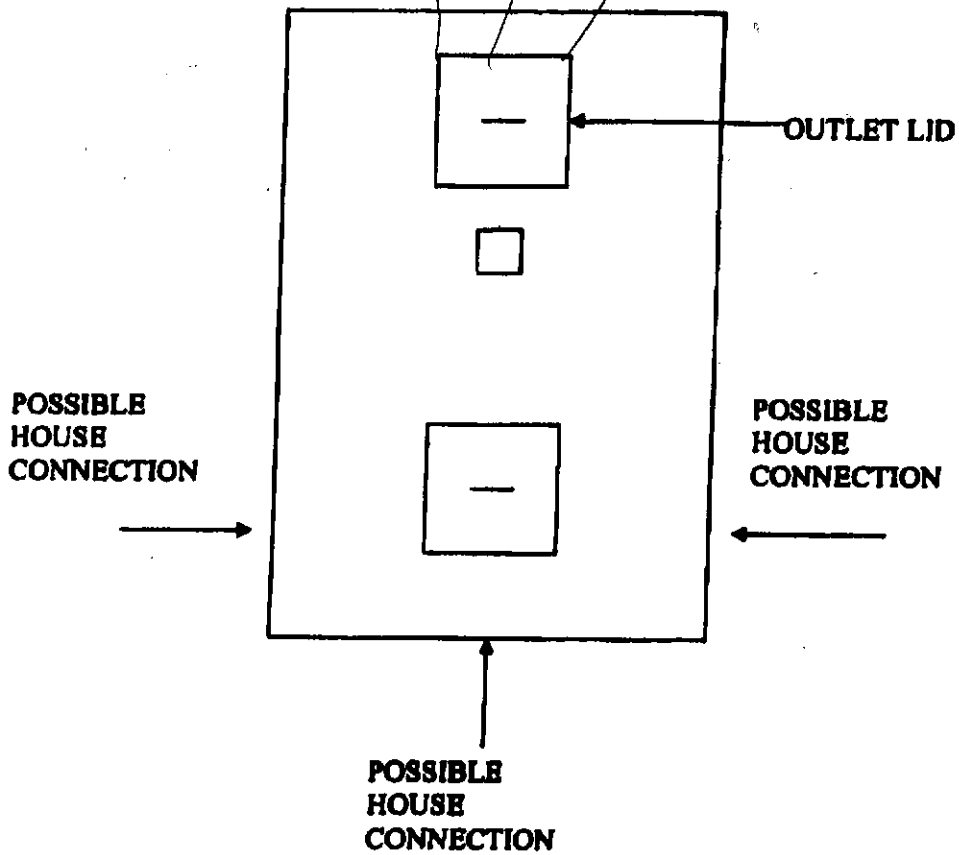 OUTLET LID
POSSIBLE
HOUSE
CONNECTION
POSSIBLE
HOUSE
CONNECTION
POSSIBLE
HOUSE
CONNECTION